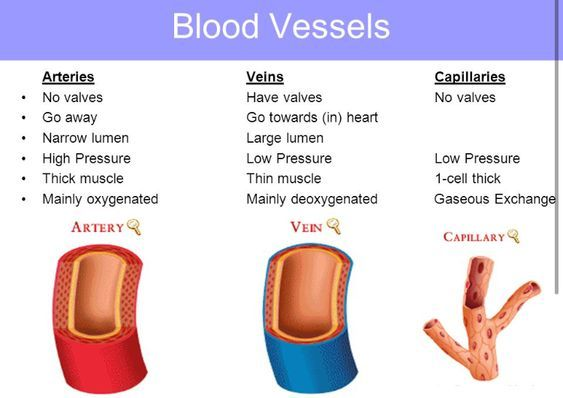 Blood Vessels
Arteries Veins Capillaries
• No valves Have valves No valves
• Go away Go towards (in) heart
• Narrow lumen Large lumen
• High Pressure Low Pressure Low Pressure
• Thick muscle Thin muscle 1-cell thick
• Mainly oxygenated Mainly deoxygenated Gaseous Exchange
ARTERY VEIN CAPILLARY